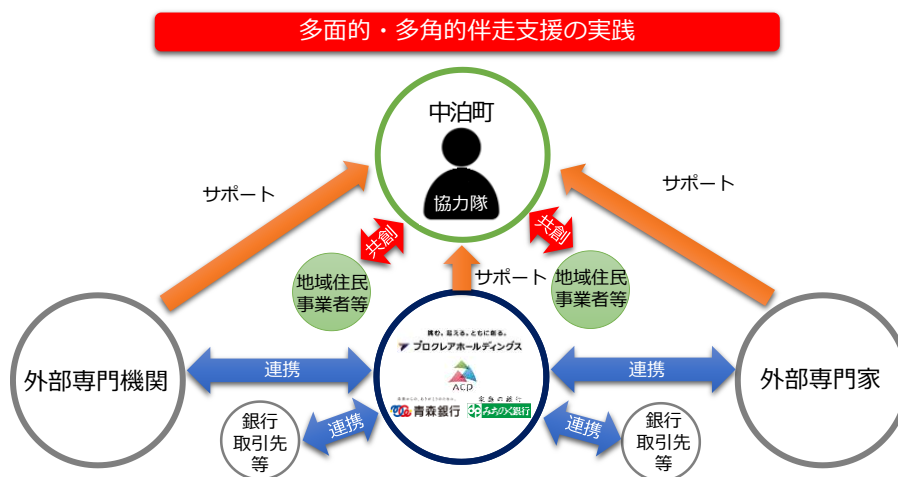 多面的・多角的伴走支援の実践
中泊町
協力隊
サポート
サポート
共創
共創
サポート
地域住民
事業者等
地域住民
事業者等
挑む。超える。ともに創る。
プロクレアホールディングス
ACP
青森銀行
家庭の銀行
みちのく銀行
外部専門機関
連携
連携
外部専門家
銀行
取引先
等
連携
連携
銀行
取引先
等